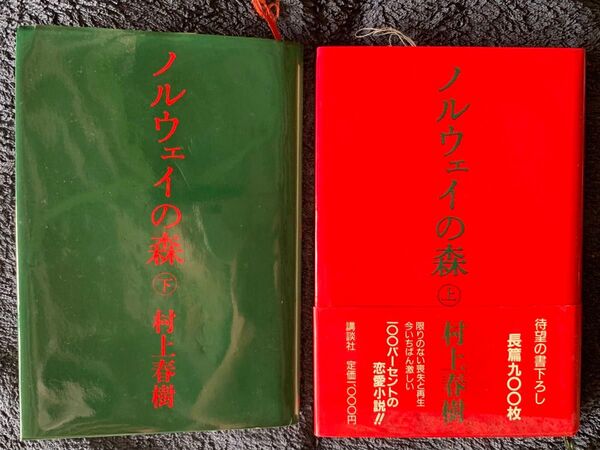 ノルウェイの森 上
村上春樹
待望の書下ろし
長篇九〇〇枚
限りのない喪失と再生
今いちばん激しい
一〇〇パーセントの
恋愛小説!!
講談社 定価一〇〇〇円
ノルウェイの森 下
村上春樹